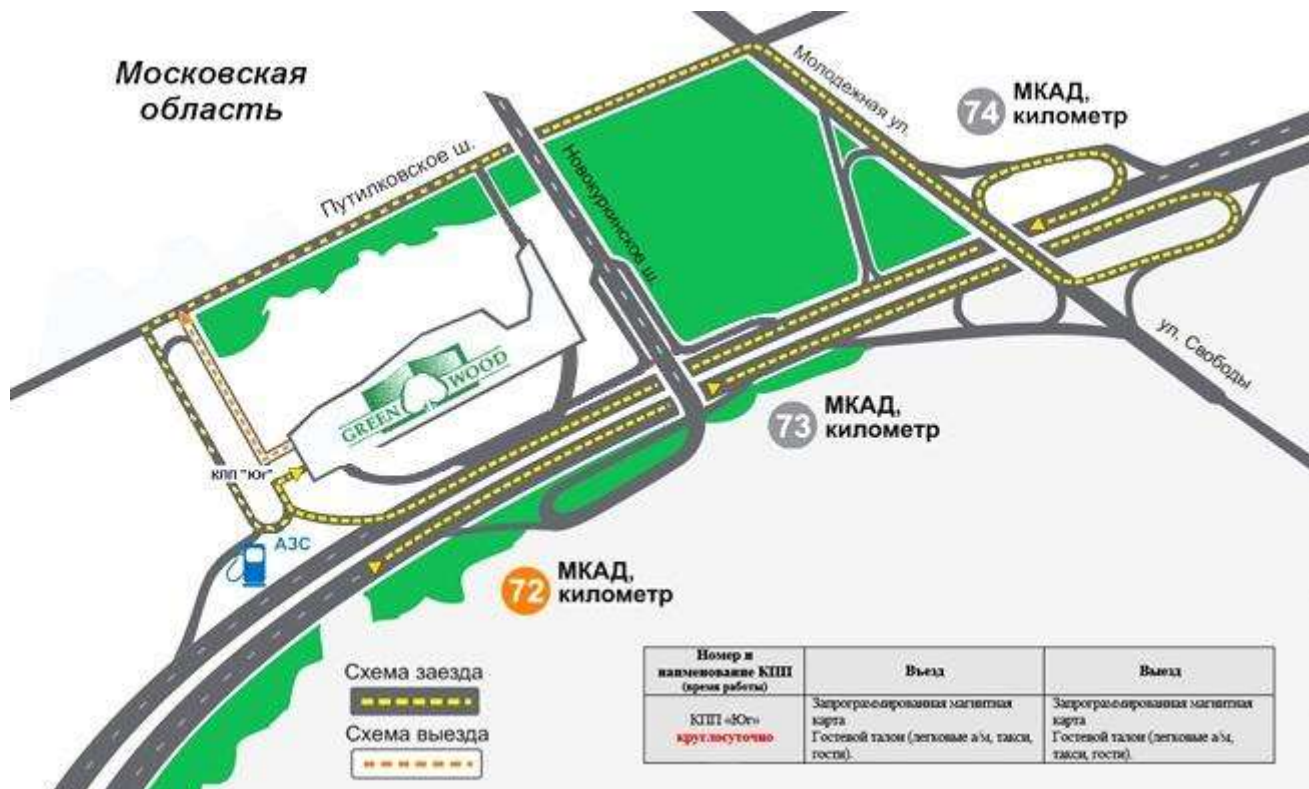 Московская
область
Молодежная ул.
74
МКАД,
километр
Путилковское ш.
Новокуркинское ш.
GREEN WOOD
ул. Свободы
73
МКАД,
километр
КПП "Юг"
АЗС
72
МКАД,
километр
Схема заезда
Схема выезда
Номер и
наименование КПП
(время работы)
Въезд
Выезд
КПП «Юг»
круглосуточно
Запрограммированная магнитная
карта
Гостевой талон (легковые а/м, такси,
гости).
Запрограммированная магнитная
карта
Гостевой талон (легковые а/м,
такси, гости).